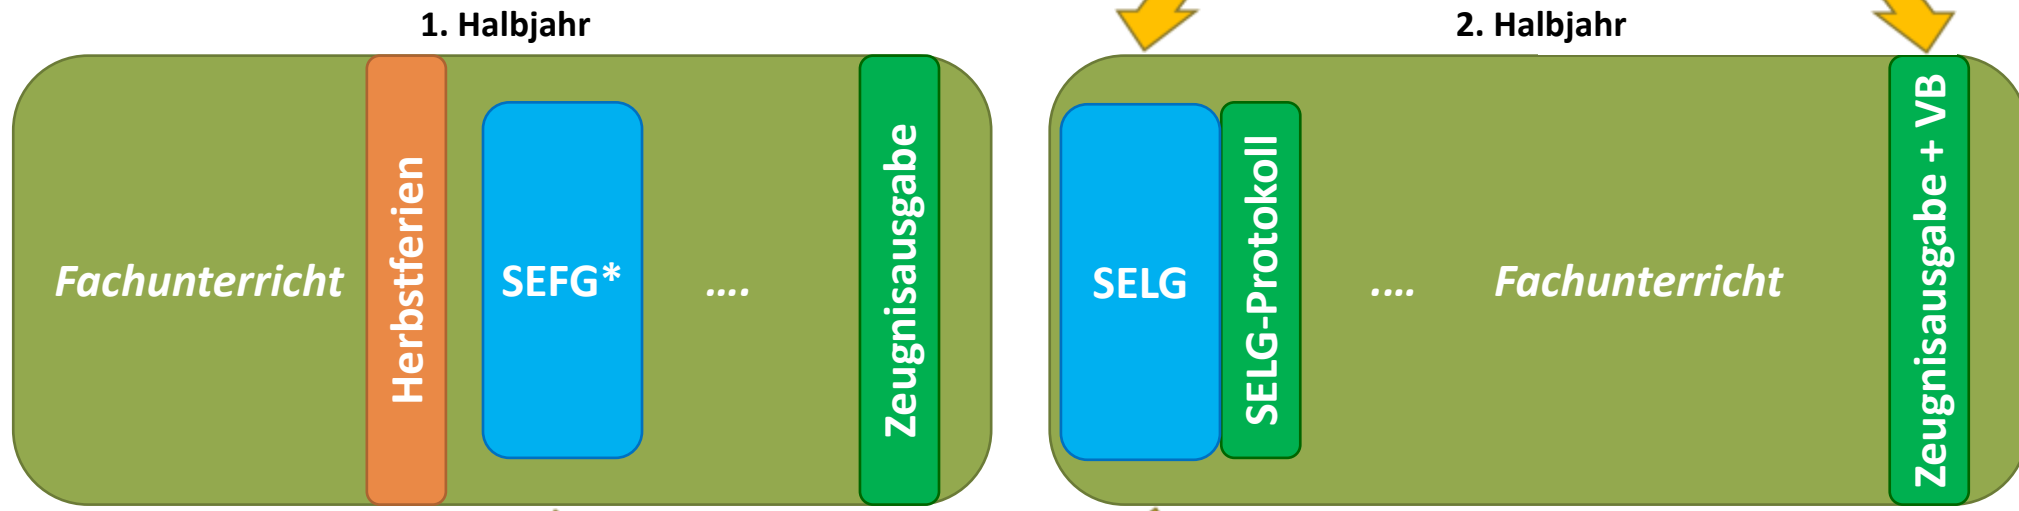 1. Halbjahr
Fachunterricht
Herbstferien
SEFG*
....
Zeugnisausgabe
2. Halbjahr
SELG
SELG-Protokoll
....
Fachunterricht
Zeugnisausgabe + VB